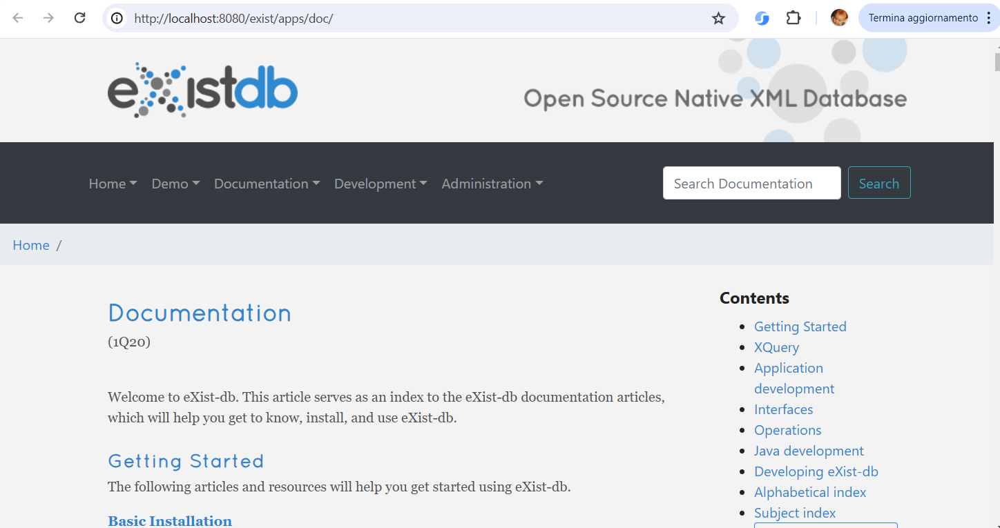 http://localhost:8080/exist/apps/doc/
Termina aggiornamento
eXistdb
Open Source Native XML Database
Home
Demo
Documentation
Development
Administration
Search Documentation
Search
Home /
Documentation
(1Q20)
Welcome to eXist-db. This article serves as an index to the eXist-db documentation articles,
which will help you get to know, install, and use eXist-db.
Getting Started
The following articles and resources will help you get started using eXist-db.
Basic Installation
Contents
Getting Started
XQuery
Application
development
Interfaces
Operations
Java development
Developing eXist-db
Alphabetical index
Subject index